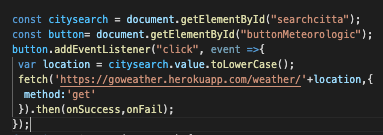 const citysearch = document.getElementById("searchcitta");
const button= document.getElementById("buttonMeteorologic");
button.addEventListener("click", event =>{
var location = citysearch.value.toLowerCase();
fetch('https://goweather.herokuapp.com/weather/'+location,{
method:'get'
}).then(onSuccess,onFail);
});